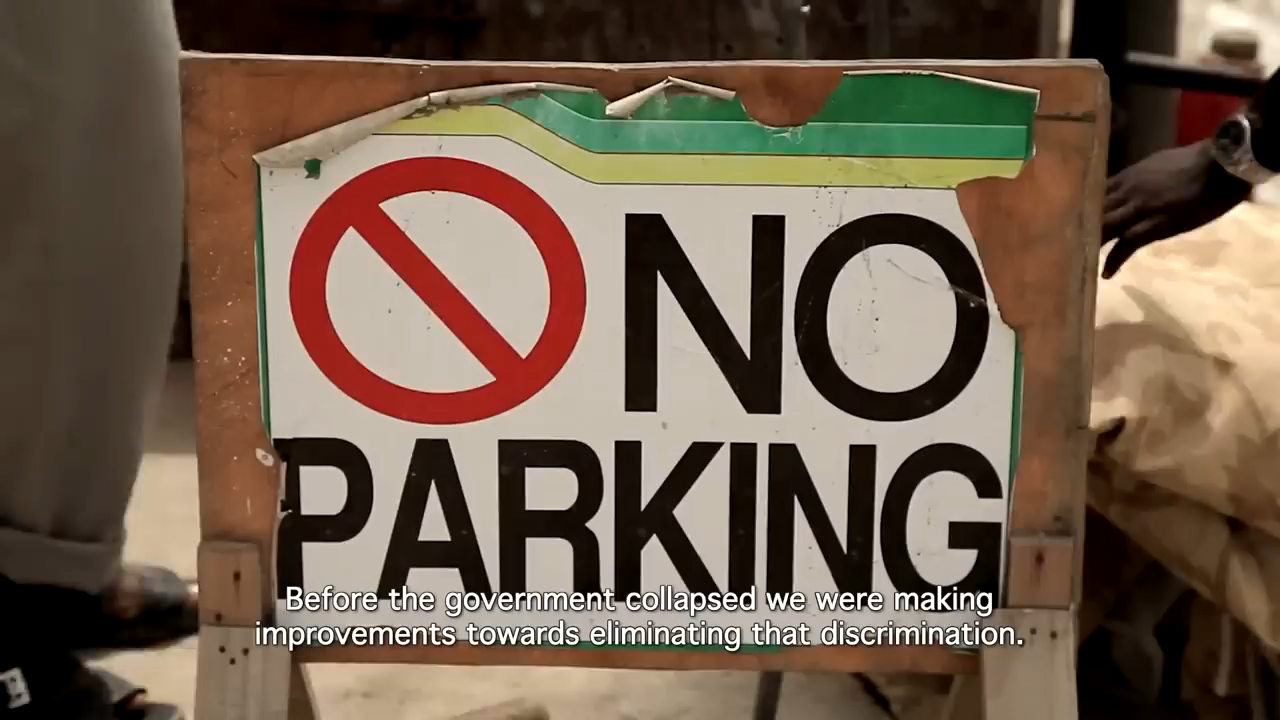 NO
PARKING
Before the government collapsed we were making
improvements towards eliminating that discrimination.